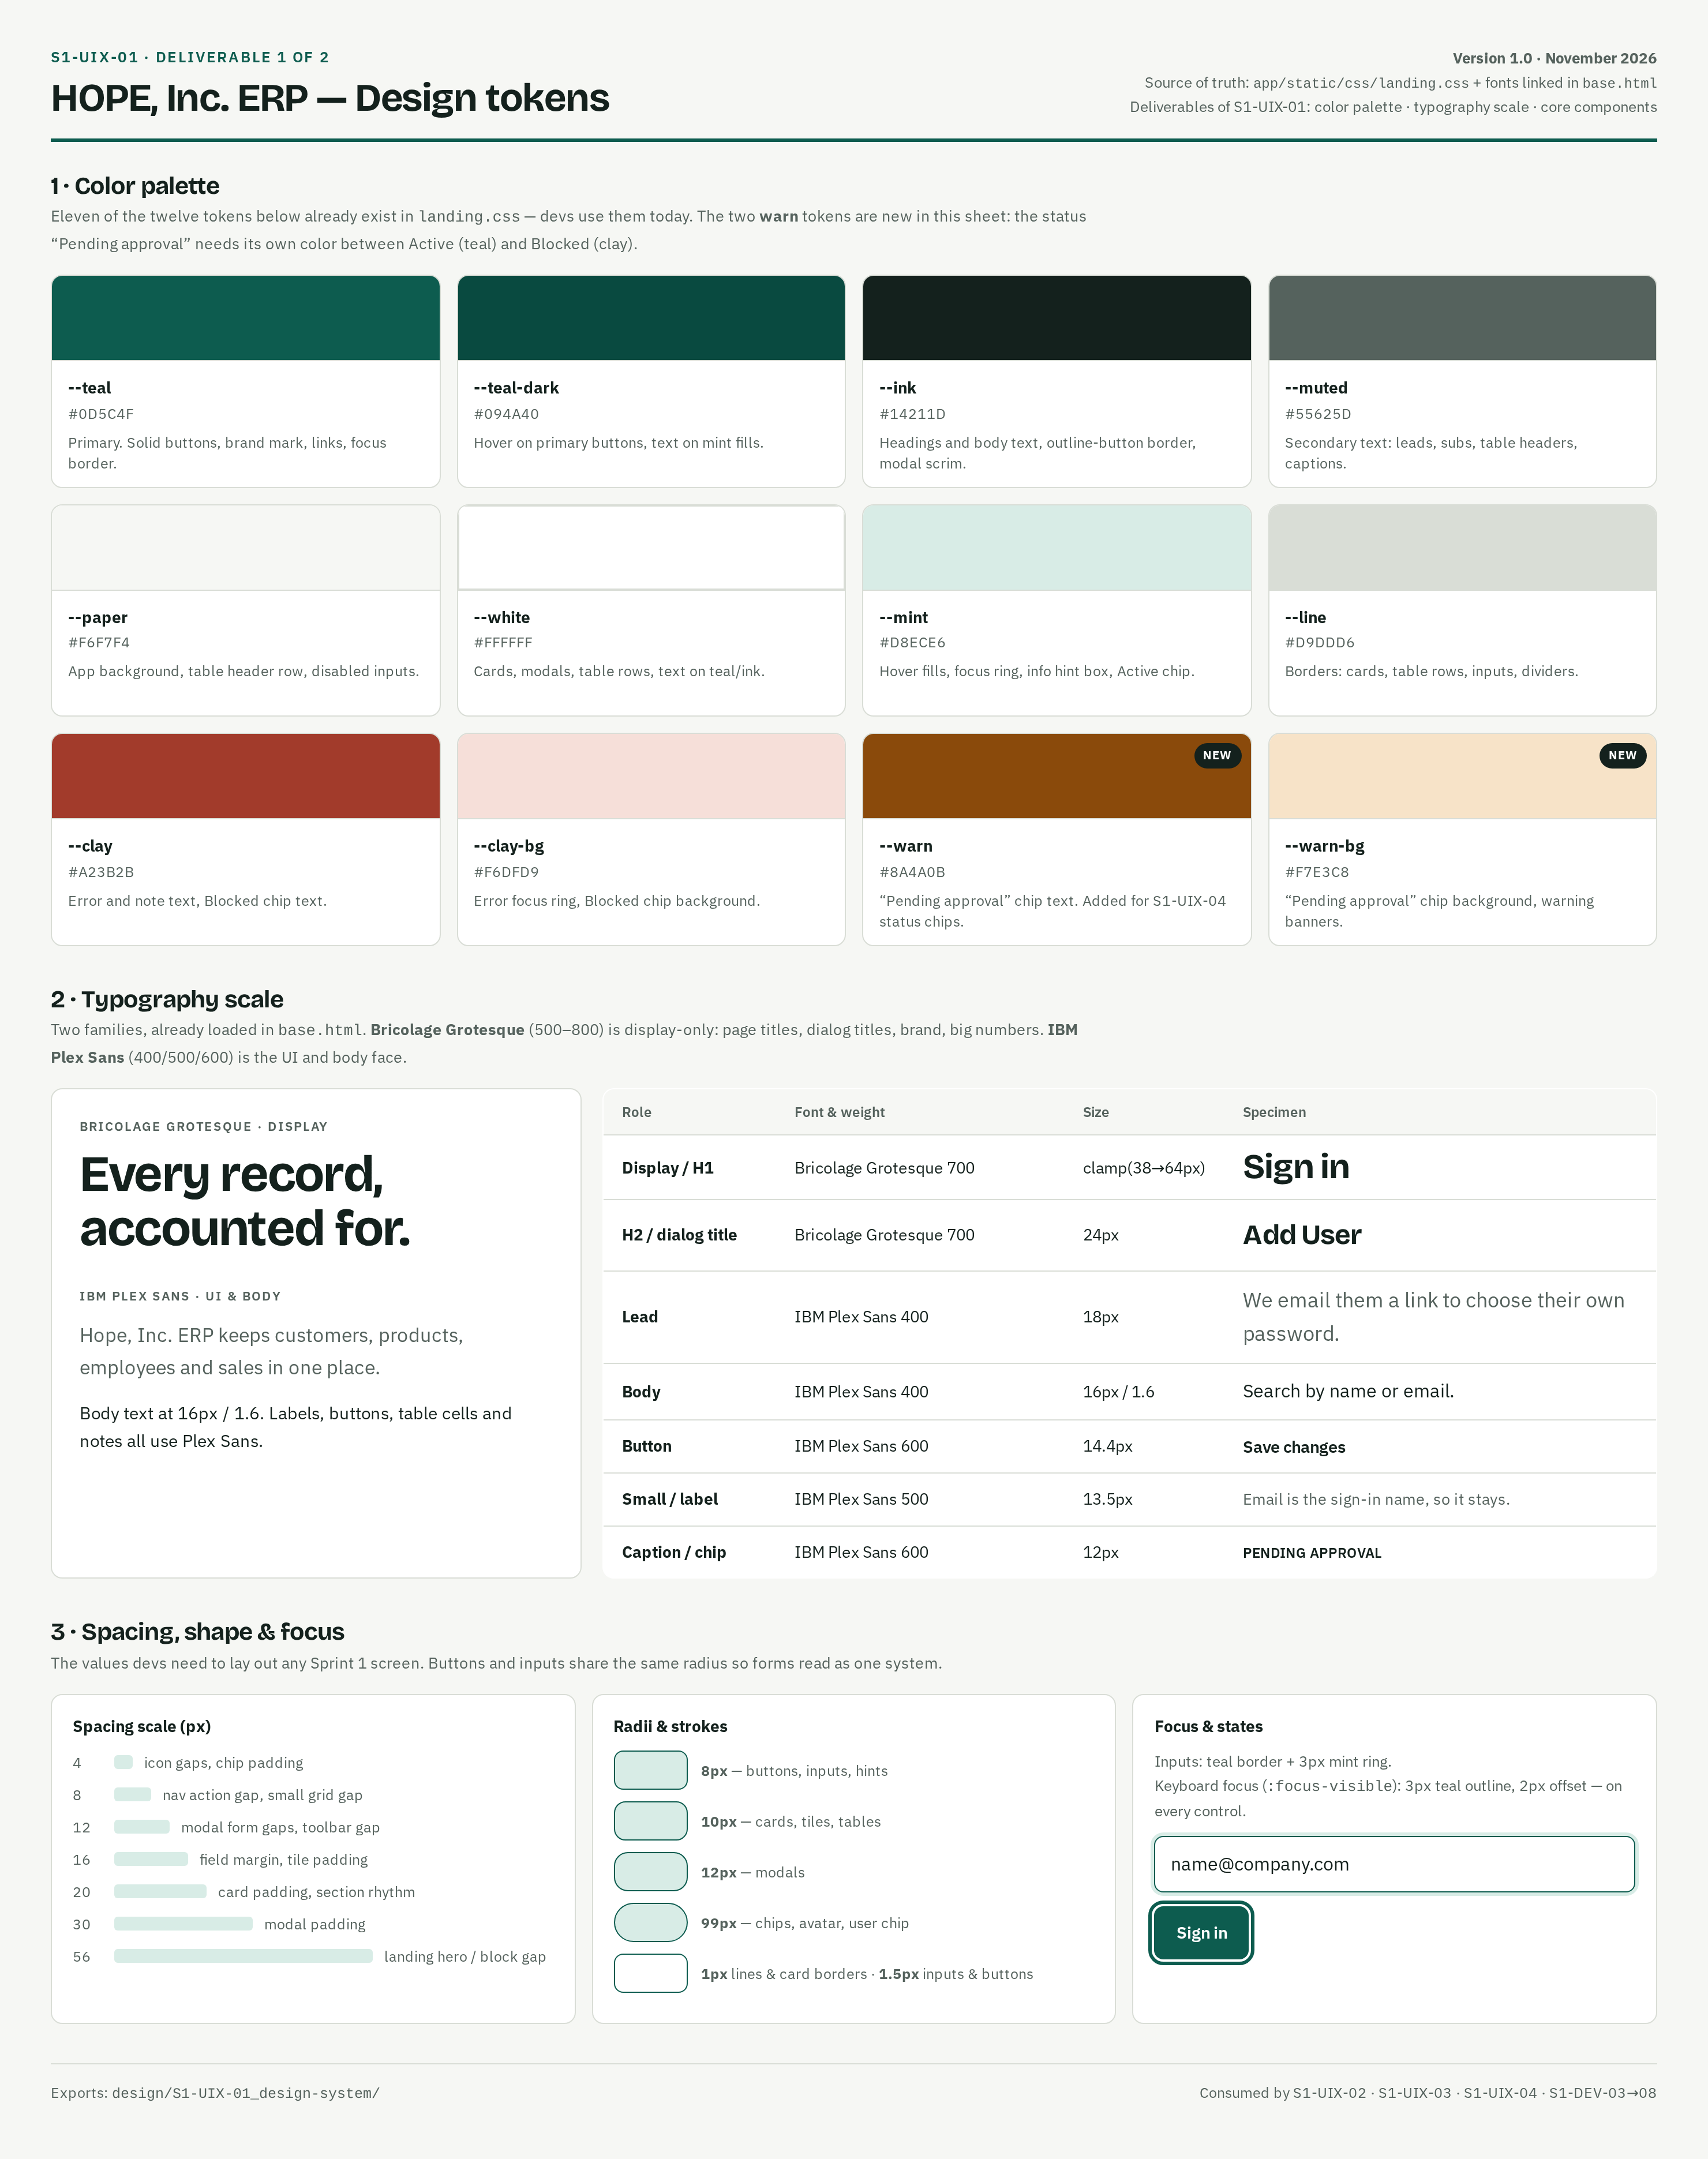 S1-UIX-01 · DELIVERABLE 1 OF 2
HOPE, Inc. ERP — Design tokens
Version 1.0 · November 2026
Source of truth: app/static/css/landing.css + fonts linked in base.html
Deliverables of S1-UIX-01: color palette · typography scale · core components
1 · Color palette
Eleven of the twelve tokens below already exist in landing.css — devs use them today. The two warn tokens are new in this sheet: the status
“Pending approval” needs its own color between Active (teal) and Blocked (clay).
--teal
#0D5C4F
Primary. Solid buttons, brand mark, links, focus
border.
--teal-dark
#094A40
Hover on primary buttons, text on mint fills.
--ink
#14211D
Headings and body text, outline-button border,
modal scrim.
--muted
#55625D
Secondary text: leads, subs, table headers,
captions.
--paper
#F6F7F4
App background, table header row, disabled inputs.
--white
#FFFFFF
Cards, modals, table rows, text on teal/ink.
--mint
#D8ECE6
Hover fills, focus ring, info hint box, Active chip.
--line
#D9DDD6
Borders: cards, table rows, inputs, dividers.
--clay
#A23B2B
Error and note text, Blocked chip text.
--clay-bg
#F6DFD9
Error focus ring, Blocked chip background.
NEW
--warn
#8A4A0B
“Pending approval” chip text. Added for S1-UIX-04
status chips.
NEW
--warn-bg
#F7E3C8
“Pending approval” chip background, warning
banners.
2 · Typography scale
Two families, already loaded in base.html. Bricolage Grotesque (500–800) is display-only: page titles, dialog titles, brand, big numbers. IBM
Plex Sans (400/500/600) is the UI and body face.
BRICOLAGE GROTESQUE · DISPLAY
Every record,
accounted for.
IBM PLEX SANS · UI & BODY
Hope, Inc. ERP keeps customers, products,
employees and sales in one place.
Body text at 16px / 1.6. Labels, buttons, table cells and
notes all use Plex Sans.
Role Font & weight Size Specimen
Display / H1 Bricolage Grotesque 700 clamp(38→64px) Sign in
H2 / dialog title Bricolage Grotesque 700 24px Add User
Lead IBM Plex Sans 400 18px We email them a link to choose their own
password.
Body IBM Plex Sans 400 16px / 1.6 Search by name or email.
Button IBM Plex Sans 600 14.4px Save changes
Small / label IBM Plex Sans 500 13.5px Email is the sign-in name, so it stays.
Caption / chip IBM Plex Sans 600 12px PENDING APPROVAL
3 · Spacing, shape & focus
The values devs need to lay out any Sprint 1 screen. Buttons and inputs share the same radius so forms read as one system.
Spacing scale (px)
4 icon gaps, chip padding
8 nav action gap, small grid gap
12 modal form gaps, toolbar gap
16 field margin, tile padding
20 card padding, section rhythm
30 modal padding
56 landing hero / block gap
Radii & strokes
8px — buttons, inputs, hints
10px — cards, tiles, tables
12px — modals
99px — chips, avatar, user chip
1px lines & card borders · 1.5px inputs & buttons
Focus & states
Inputs: teal border + 3px mint ring.
Keyboard focus (:focus-visible): 3px teal outline, 2px offset — on
every control.
name@company.com
Sign in
Exports: design/S1-UIX-01_design-system/
Consumed by S1-UIX-02 · S1-UIX-03 · S1-UIX-04 · S1-DEV-03→08